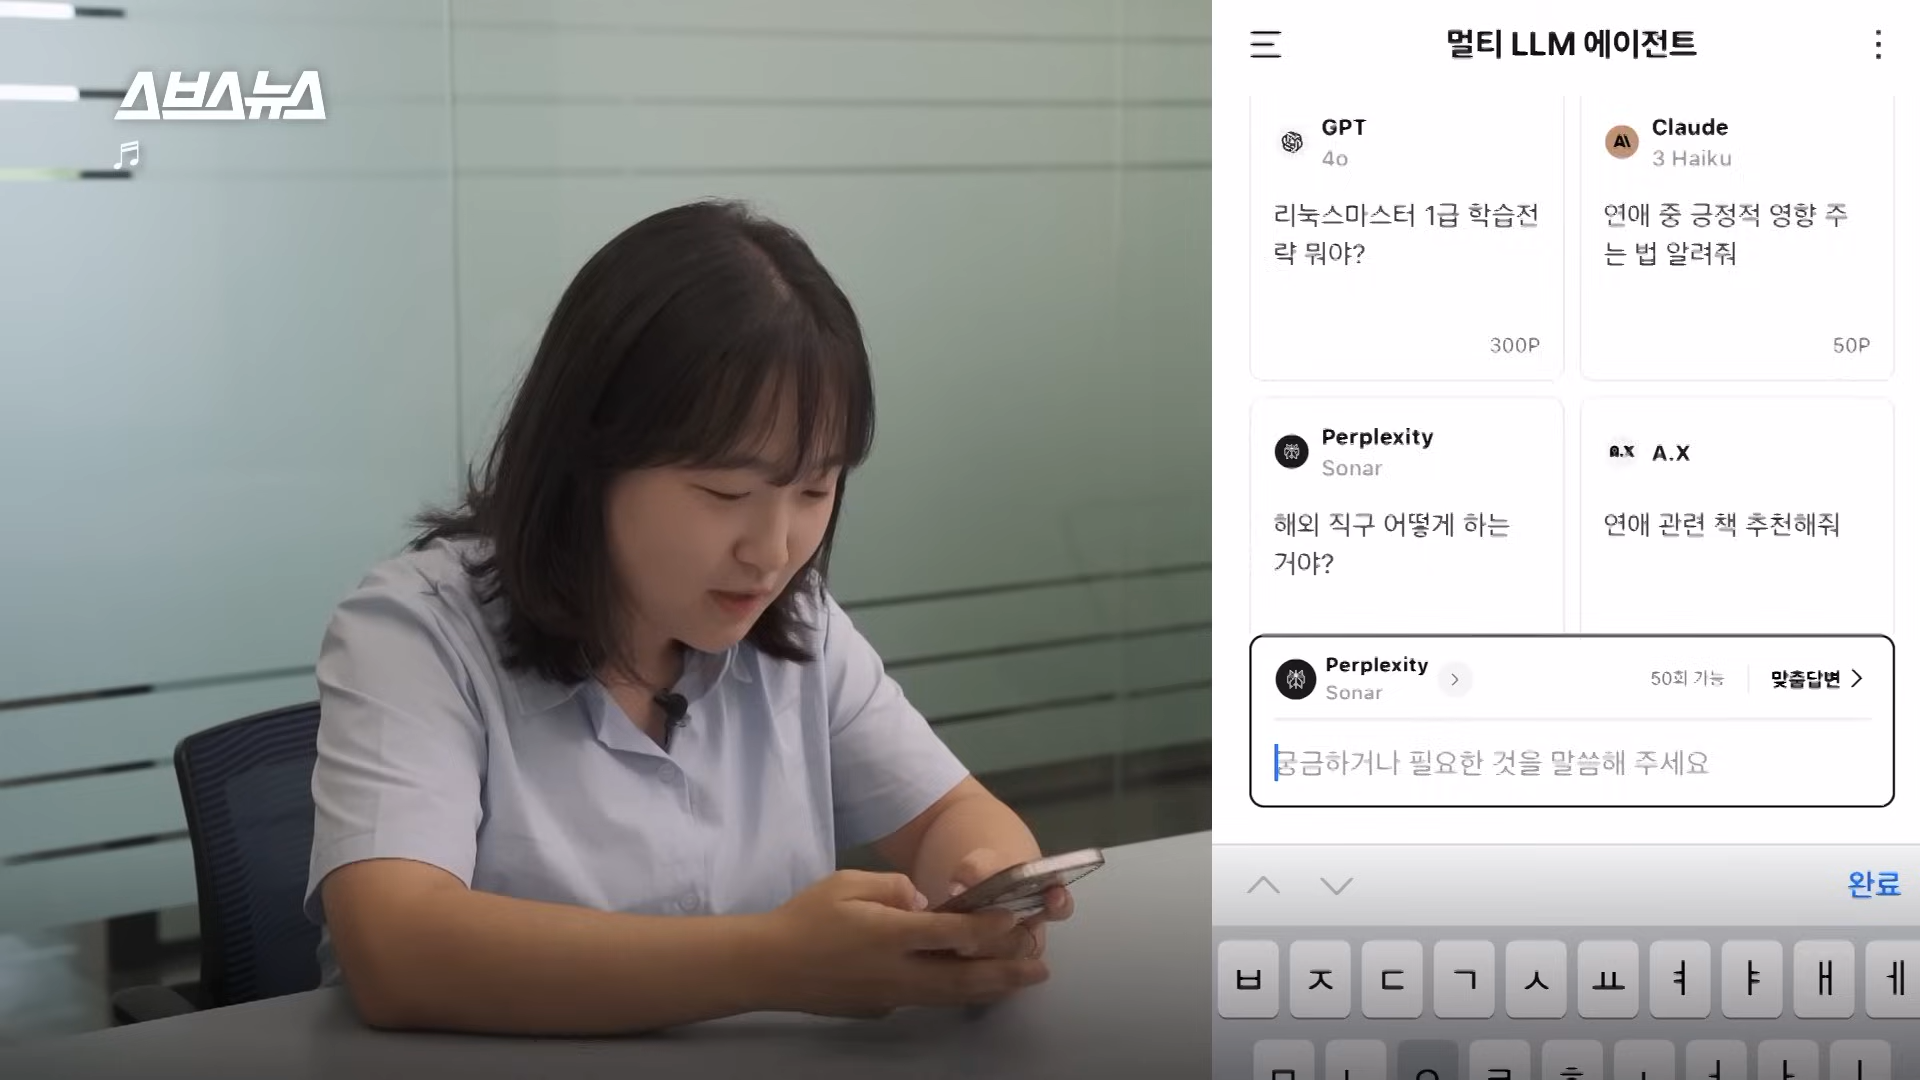 스브스뉴스
멀티 LLM 에이전트
GPT
4o
리눅스마스터 1급 학습전
략 뭐야?
300P
Claude
3 Haiku
연애 중 긍정적 영향 주
는 법 알려줘
50P
Perplexity
Sonar
해외 직구 어떻게 하는
거야?
A.X A.X
연애 관련 책 추천해줘
Perplexity
Sonar
50회 가능
맞춤답변
궁금하거나 필요한 것을 말씀해 주세요
완료
ㅂ ㅈ ㄷ ㄱ ㅅ ㅛ ㅕ ㅑ ㅐ ㅔ